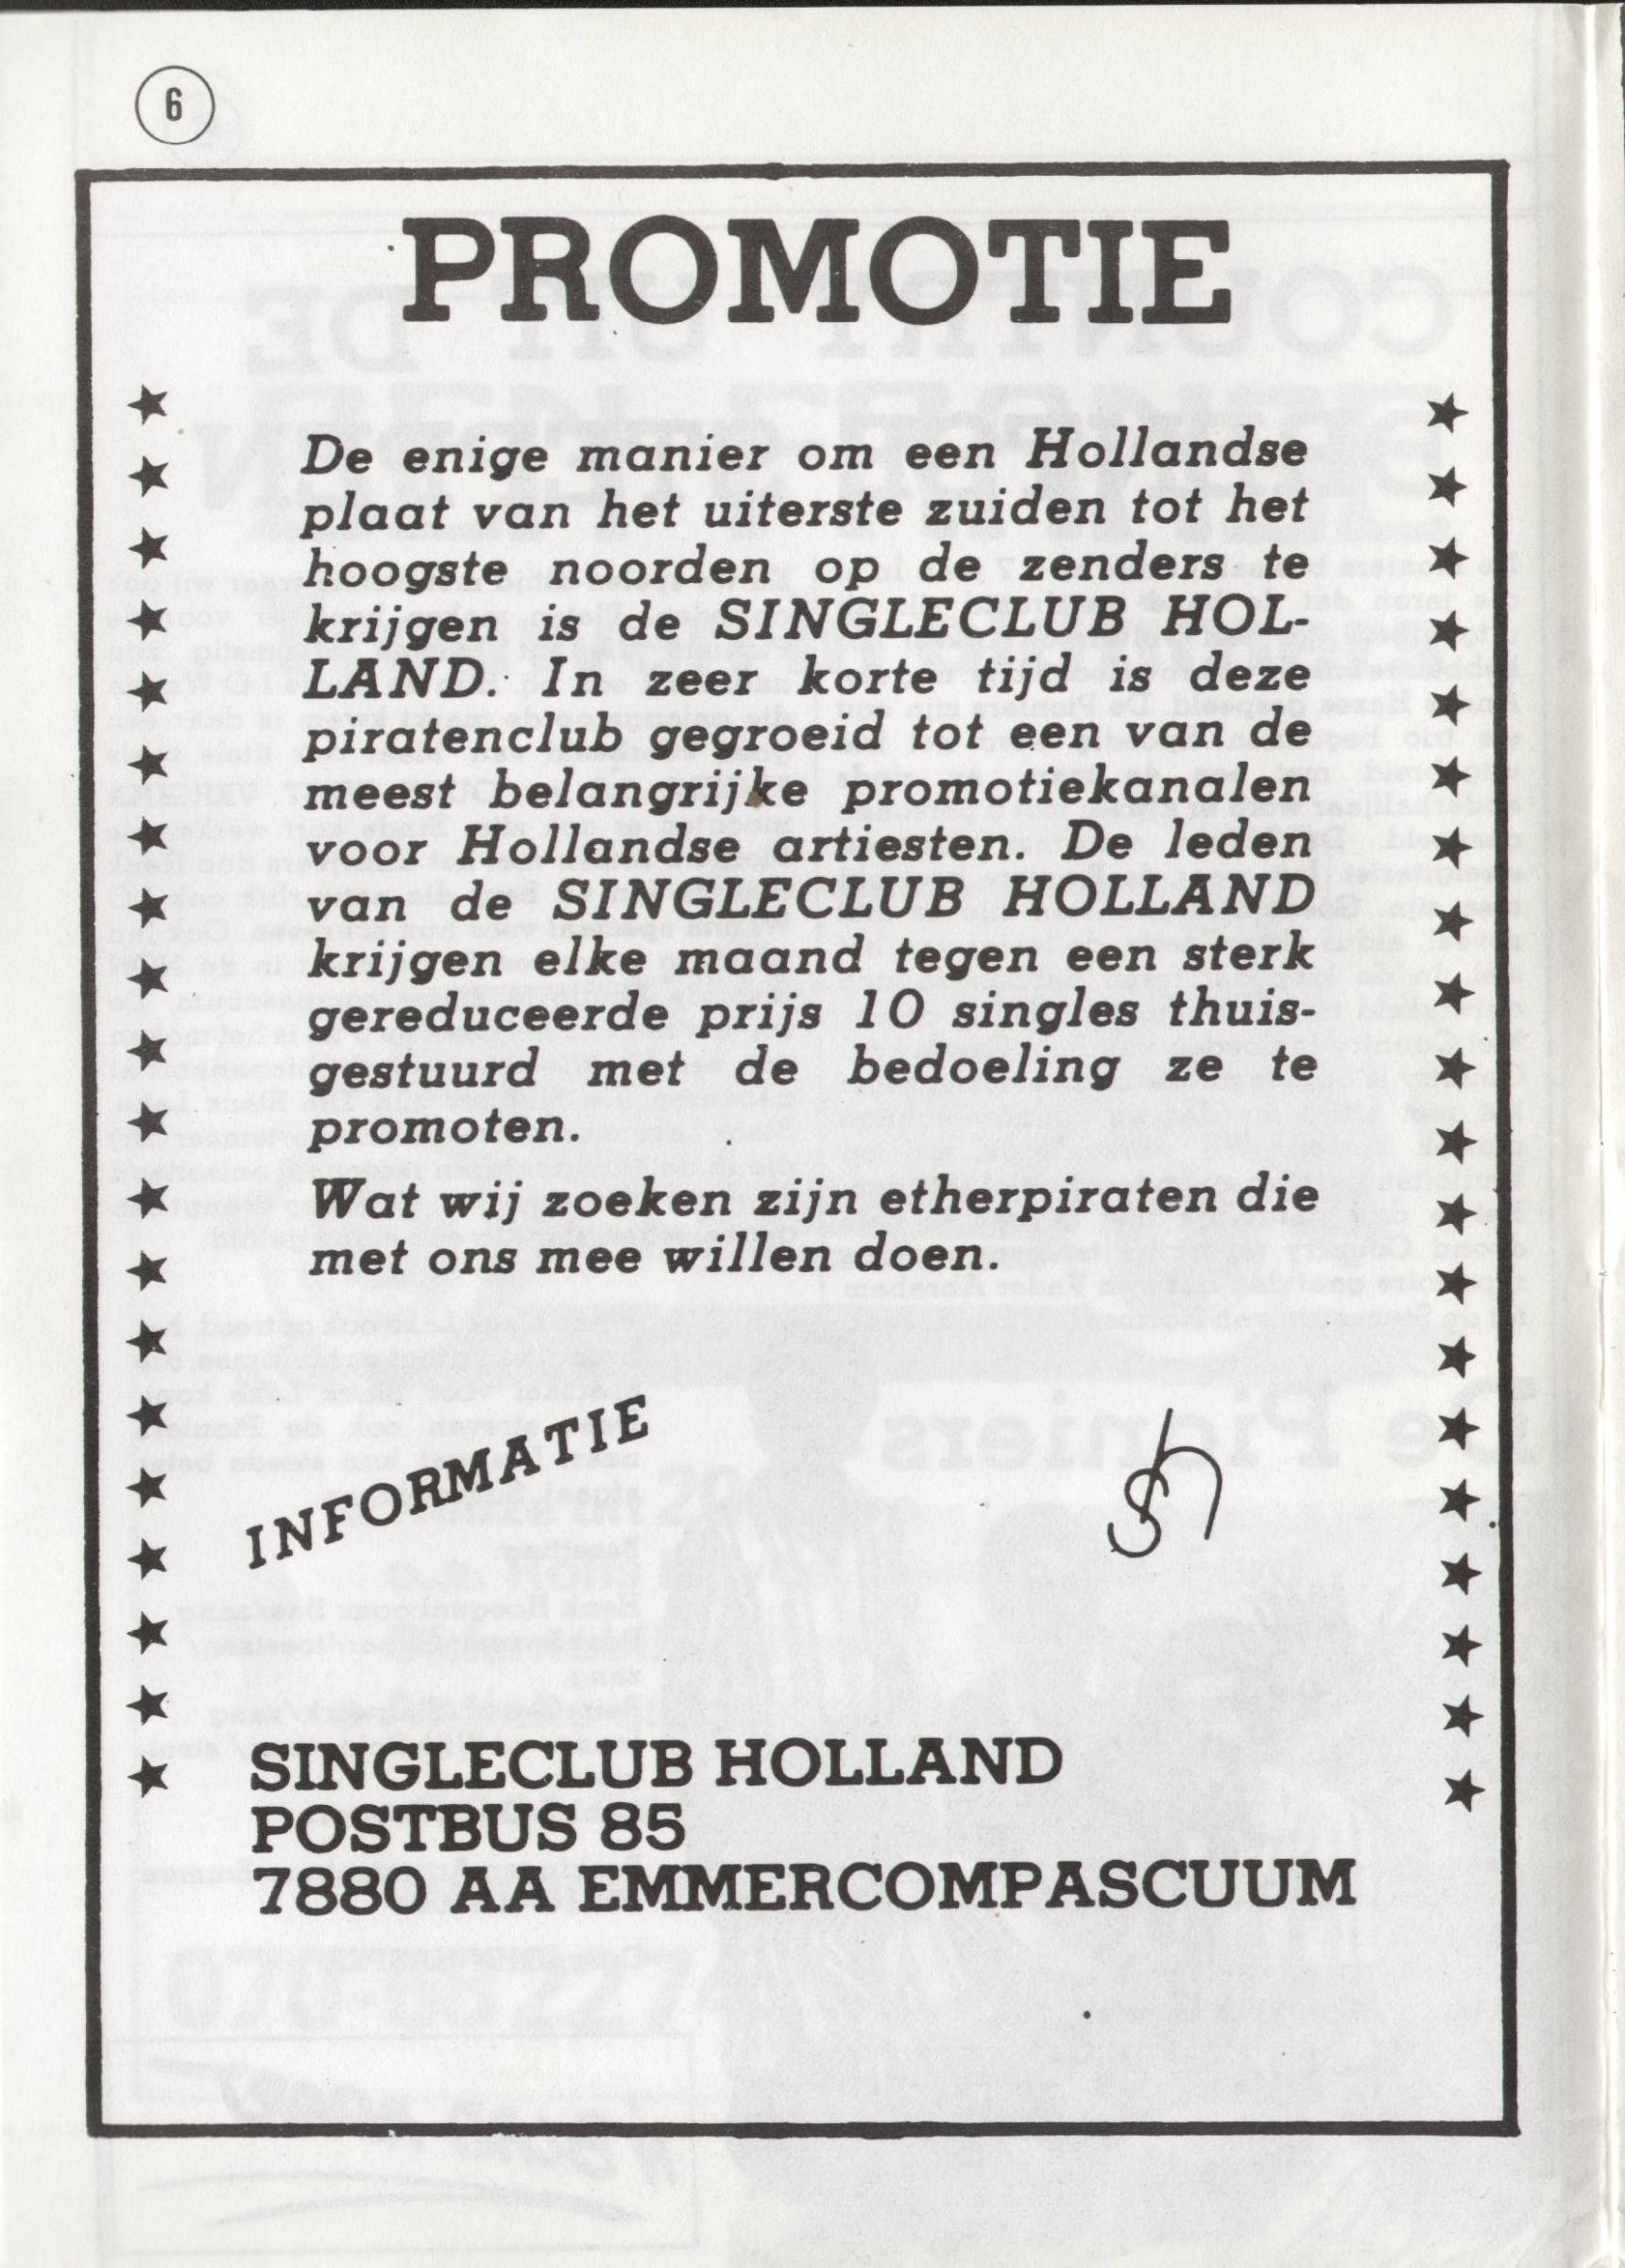 6
PROMOTIE
De enige manier om een Hollandse
plaat van het uiterste zuiden tot het
hoogste noorden op de zenders te
krijgen is de SINGLECLUB HOL-
LAND. In zeer korte tijd is deze
piratenclub gegroeid tot een van de
meest belangrijke promotiekanalen
voor Hollandse artiesten. De leden
van de SINGLECLUB HOLLAND
krijgen elke maand tegen een sterk
gereduceerde prijs 10 singles thuis-
gestuurd met de bedoeling ze te
promoten.
Wat wij zoeken zijn etherpiraten die
met ons mee willen doen.
INFORMATIE
sh
SINGLECLUB HOLLAND
POSTBUS 85
7880 AA EMMERCOMPASCUUM